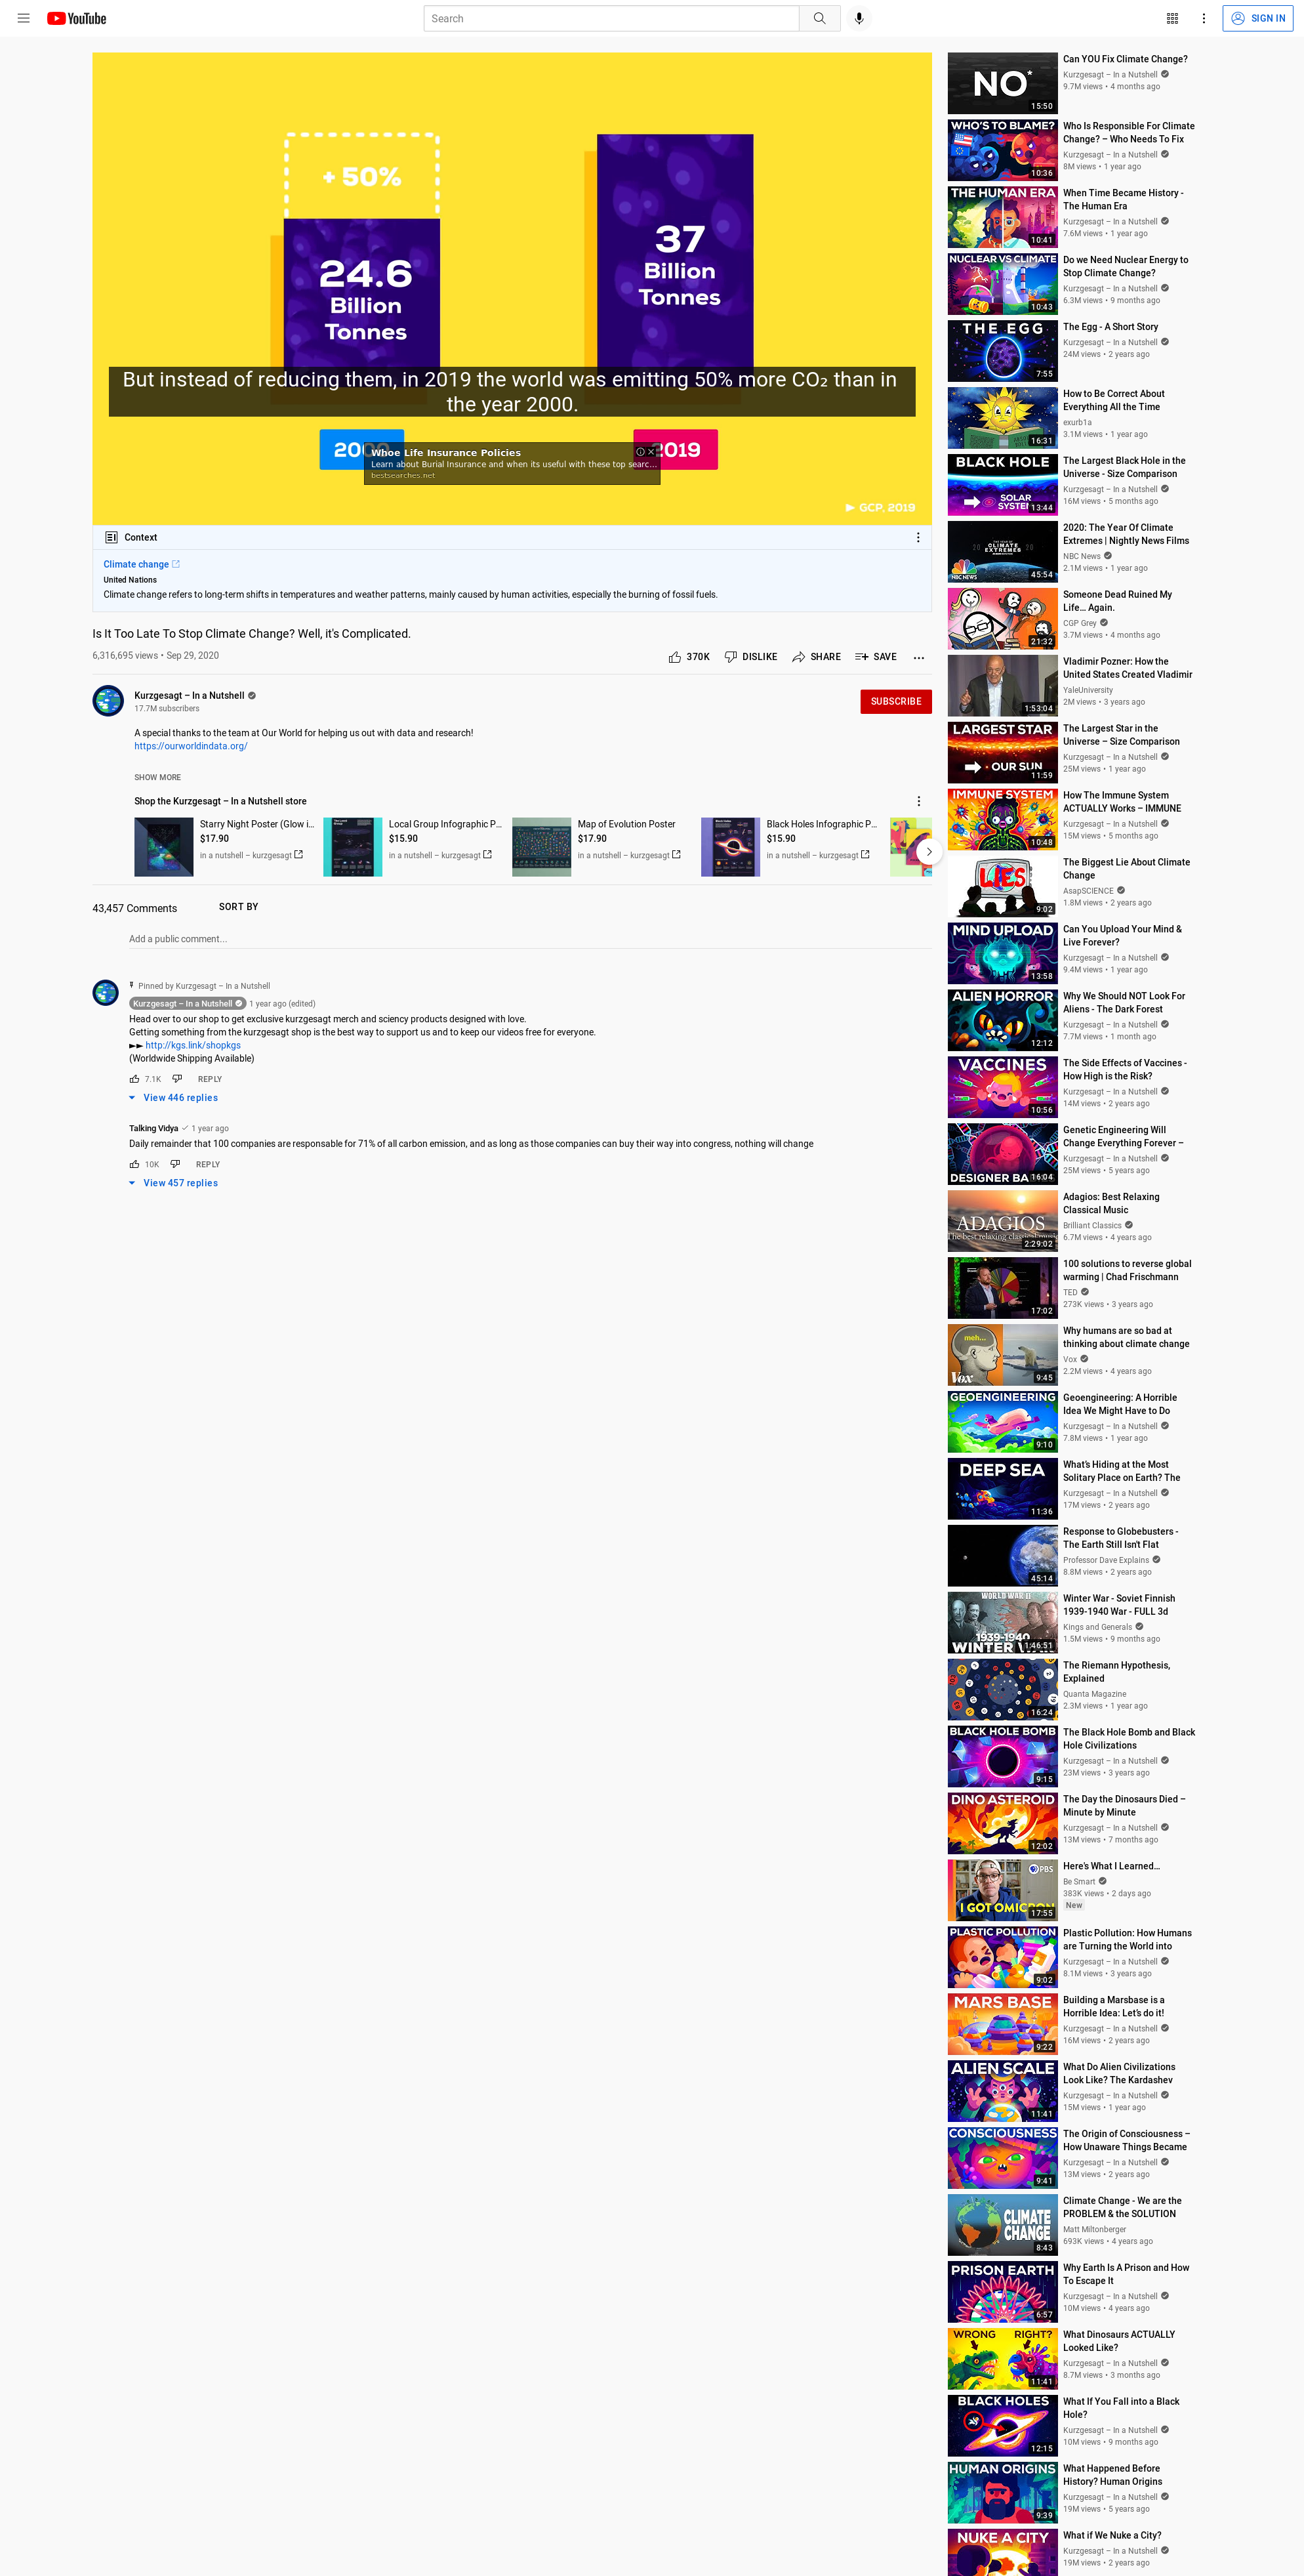 YouTube
Search
SIGN IN
+ 50%
24.6
Billion
Tonnes
37
Billion
Tonnes
But instead of reducing them, in 2019 the world was emitting 50% more CO₂ than in
the year 2000.
2019
Whoe Life Insurance Policies
Learn about Burial Insurance and when its useful with these top searc...
bestsearches.net
► GCP, 2019
Context
Climate change
United Nations
Climate change refers to long-term shifts in temperatures and weather patterns, mainly caused by human activities, especially the burning of fossil fuels.
Is It Too Late To Stop Climate Change? Well, it's Complicated.
6,316,695 views • Sep 29, 2020
370K DISLIKE SHARE SAVE
Kurzgesagt – In a Nutshell
17.7M subscribers
SUBSCRIBE
A special thanks to the team at Our World for helping us out with data and research!
https://ourworldindata.org/
SHOW MORE
Shop the Kurzgesagt – In a Nutshell store
Starry Night Poster (Glow i...
$17.90
in a nutshell – kurzgesagt
Local Group Infographic P...
$15.90
in a nutshell – kurzgesagt
Map of Evolution Poster
$17.90
in a nutshell – kurzgesagt
Black Holes Infographic P...
$15.90
in a nutshell – kurzgesagt
43,457 Comments SORT BY
Add a public comment...
Pinned by Kurzgesagt – In a Nutshell
Kurzgesagt – In a Nutshell 1 year ago (edited)
Head over to our shop to get exclusive kurzgesagt merch and sciency products designed with love.
Getting something from the kurzgesagt shop is the best way to support us and to keep our videos free for everyone.
►► http://kgs.link/shopkgs
(Worldwide Shipping Available)
7.1K REPLY
View 446 replies
Talking Vidya 1 year ago
Daily remainder that 100 companies are responsable for 71% of all carbon emission, and as long as those companies can buy their way into congress, nothing will change
10K REPLY
View 457 replies
NO*
15:50
Can YOU Fix Climate Change?
Kurzgesagt – In a Nutshell
9.7M views • 4 months ago
WHO'S TO BLAME?
10:36
Who Is Responsible For Climate
Change? – Who Needs To Fix
Kurzgesagt – In a Nutshell
8M views • 1 year ago
THE HUMAN ERA
10:41
When Time Became History -
The Human Era
Kurzgesagt – In a Nutshell
7.6M views • 1 year ago
NUCLEAR VS CLIMATE
10:43
Do we Need Nuclear Energy to
Stop Climate Change?
Kurzgesagt – In a Nutshell
6.3M views • 9 months ago
THE EGG
7:55
The Egg - A Short Story
Kurzgesagt – In a Nutshell
24M views • 2 years ago
16:31
How to Be Correct About
Everything All the Time
exurb1a
3.1M views • 1 year ago
BLACK HOLE
SOLAR
SYSTEM
13:44
The Largest Black Hole in the
Universe - Size Comparison
Kurzgesagt – In a Nutshell
16M views • 5 months ago
THE YEAR OF
CLIMATE
EXTREMES
20 20
NBC NEWS
45:54
2020: The Year Of Climate
Extremes | Nightly News Films
NBC News
2.1M views • 1 year ago
21:32
Someone Dead Ruined My
Life... Again.
CGP Grey
3.7M views • 4 months ago
1:53:04
Vladimir Pozner: How the
United States Created Vladimir
YaleUniversity
2M views • 3 years ago
LARGEST STAR
OUR SUN
11:59
The Largest Star in the
Universe – Size Comparison
Kurzgesagt – In a Nutshell
25M views • 1 year ago
IMMUNE SYSTEM
10:48
How The Immune System
ACTUALLY Works – IMMUNE
Kurzgesagt – In a Nutshell
15M views • 5 months ago
LIES
9:02
The Biggest Lie About Climate
Change
AsapSCIENCE
1.8M views • 2 years ago
MIND UPLOAD
13:58
Can You Upload Your Mind &
Live Forever?
Kurzgesagt – In a Nutshell
9.4M views • 1 year ago
ALIEN HORROR
12:12
Why We Should NOT Look For
Aliens - The Dark Forest
Kurzgesagt – In a Nutshell
7.7M views • 1 month ago
VACCINES
10:56
The Side Effects of Vaccines -
How High is the Risk?
Kurzgesagt – In a Nutshell
14M views • 2 years ago
DESIGNER BA
16:04
Genetic Engineering Will
Change Everything Forever –
Kurzgesagt – In a Nutshell
25M views • 5 years ago
ADAGIOS
The best relaxing classical music
2:29:02
Adagios: Best Relaxing
Classical Music
Brilliant Classics
6.7M views • 4 years ago
17:02
100 solutions to reverse global
warming | Chad Frischmann
TED
273K views • 3 years ago
meh...
Vox
9:45
Why humans are so bad at
thinking about climate change
Vox
2.2M views • 4 years ago
GEOENGINEERING
9:10
Geoengineering: A Horrible
Idea We Might Have to Do
Kurzgesagt – In a Nutshell
7.8M views • 1 year ago
DEEP SEA
11:36
What's Hiding at the Most
Solitary Place on Earth? The
Kurzgesagt – In a Nutshell
17M views • 2 years ago
45:14
Response to Globebusters -
The Earth Still Isn't Flat
Professor Dave Explains
8.8M views • 2 years ago
WORLD WAR II
1939-1940
WINTER WAR
1:46:51
Winter War - Soviet Finnish
1939-1940 War - FULL 3d
Kings and Generals
1.5M views • 9 months ago
16:24
The Riemann Hypothesis,
Explained
Quanta Magazine
2.3M views • 1 year ago
BLACK HOLE BOMB
9:15
The Black Hole Bomb and Black
Hole Civilizations
Kurzgesagt – In a Nutshell
23M views • 3 years ago
DINO ASTEROID
12:02
The Day the Dinosaurs Died –
Minute by Minute
Kurzgesagt – In a Nutshell
13M views • 7 months ago
PBS
I GOT OMICRON
17:55
Here's What I Learned...
Be Smart
383K views • 2 days ago
New
PLASTIC POLLUTION
9:02
Plastic Pollution: How Humans
are Turning the World into
Kurzgesagt – In a Nutshell
8.1M views • 3 years ago
MARS BASE
9:22
Building a Marsbase is a
Horrible Idea: Let's do it!
Kurzgesagt – In a Nutshell
16M views • 2 years ago
ALIEN SCALE
11:41
What Do Alien Civilizations
Look Like? The Kardashev
Kurzgesagt – In a Nutshell
15M views • 1 year ago
CONSCIOUSNESS
9:41
The Origin of Consciousness –
How Unaware Things Became
Kurzgesagt – In a Nutshell
13M views • 2 years ago
CLIMATE
CHANGE
8:43
Climate Change - We are the
PROBLEM & the SOLUTION
Matt Miltonberger
693K views • 4 years ago
PRISON EARTH
6:57
Why Earth Is A Prison and How
To Escape It
Kurzgesagt – In a Nutshell
10M views • 4 years ago
WRONG RIGHT?
11:41
What Dinosaurs ACTUALLY
Looked Like?
Kurzgesagt – In a Nutshell
8.7M views • 3 months ago
BLACK HOLES
12:15
What If You Fall into a Black
Hole?
Kurzgesagt – In a Nutshell
10M views • 9 months ago
HUMAN ORIGINS
9:39
What Happened Before
History? Human Origins
Kurzgesagt – In a Nutshell
19M views • 5 years ago
NUKE A CITY
What if We Nuke a City?
Kurzgesagt – In a Nutshell
19M views • 2 years ago